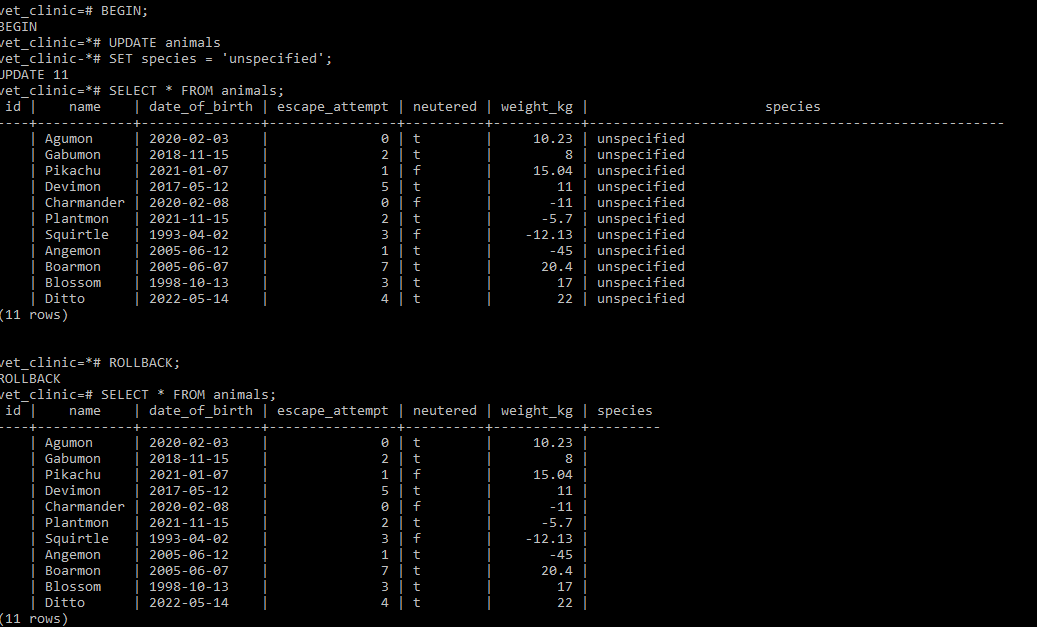 vet_clinic=# BEGIN;
BEGIN
vet_clinic=*# UPDATE animals
vet_clinic-*# SET species = 'unspecified';
UPDATE 11
vet_clinic=*# SELECT * FROM animals;
 id |    name    | date_of_birth | escape_attempt | neutered | weight_kg |                      species
----+------------+---------------+----------------+----------+-----------+----------------------------------------------------
    | Agumon     | 2020-02-03    |              0 | t        |     10.23 | unspecified
    | Gabumon    | 2018-11-15    |              2 | t        |         8 | unspecified
    | Pikachu    | 2021-01-07    |              1 | f        |     15.04 | unspecified
    | Devimon    | 2017-05-12    |              5 | t        |        11 | unspecified
    | Charmander | 2020-02-08    |              0 | f        |       -11 | unspecified
    | Plantmon   | 2021-11-15    |              2 | t        |      -5.7 | unspecified
    | Squirtle   | 1993-04-02    |              3 | f        |    -12.13 | unspecified
    | Angemon    | 2005-06-12    |              1 | t        |       -45 | unspecified
    | Boarmon    | 2005-06-07    |              7 | t        |      20.4 | unspecified
    | Blossom    | 1998-10-13    |              3 | t        |        17 | unspecified
    | Ditto      | 2022-05-14    |              4 | t        |        22 | unspecified
(11 rows)
vet_clinic=*# ROLLBACK;
ROLLBACK
vet_clinic=# SELECT * FROM animals;
 id |    name    | date_of_birth | escape_attempt | neutered | weight_kg | species
----+------------+---------------+----------------+----------+-----------+---------
    | Agumon     | 2020-02-03    |              0 | t        |     10.23 |
    | Gabumon    | 2018-11-15    |              2 | t        |         8 |
    | Pikachu    | 2021-01-07    |              1 | f        |     15.04 |
    | Devimon    | 2017-05-12    |              5 | t        |        11 |
    | Charmander | 2020-02-08    |              0 | f        |       -11 |
    | Plantmon   | 2021-11-15    |              2 | t        |      -5.7 |
    | Squirtle   | 1993-04-02    |              3 | f        |    -12.13 |
    | Angemon    | 2005-06-12    |              1 | t        |       -45 |
    | Boarmon    | 2005-06-07    |              7 | t        |      20.4 |
    | Blossom    | 1998-10-13    |              3 | t        |        17 |
    | Ditto      | 2022-05-14    |              4 | t        |        22 |
(11 rows)